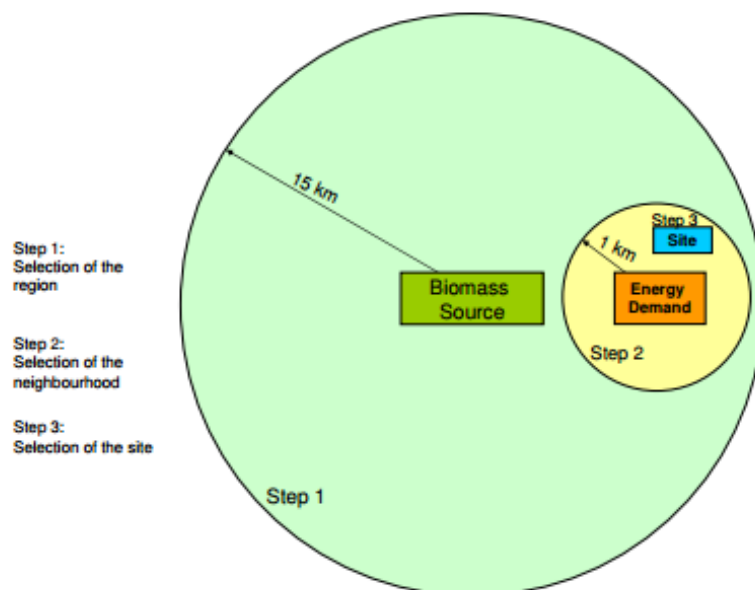 Step 1:
Selection of the
region
Step 2:
Selection of the
neighbourhood
Step 3:
Selection of the site
15 km
Biomass
Source
Step 3
Site
1 km
Energy
Demand
Step 2
Step 1